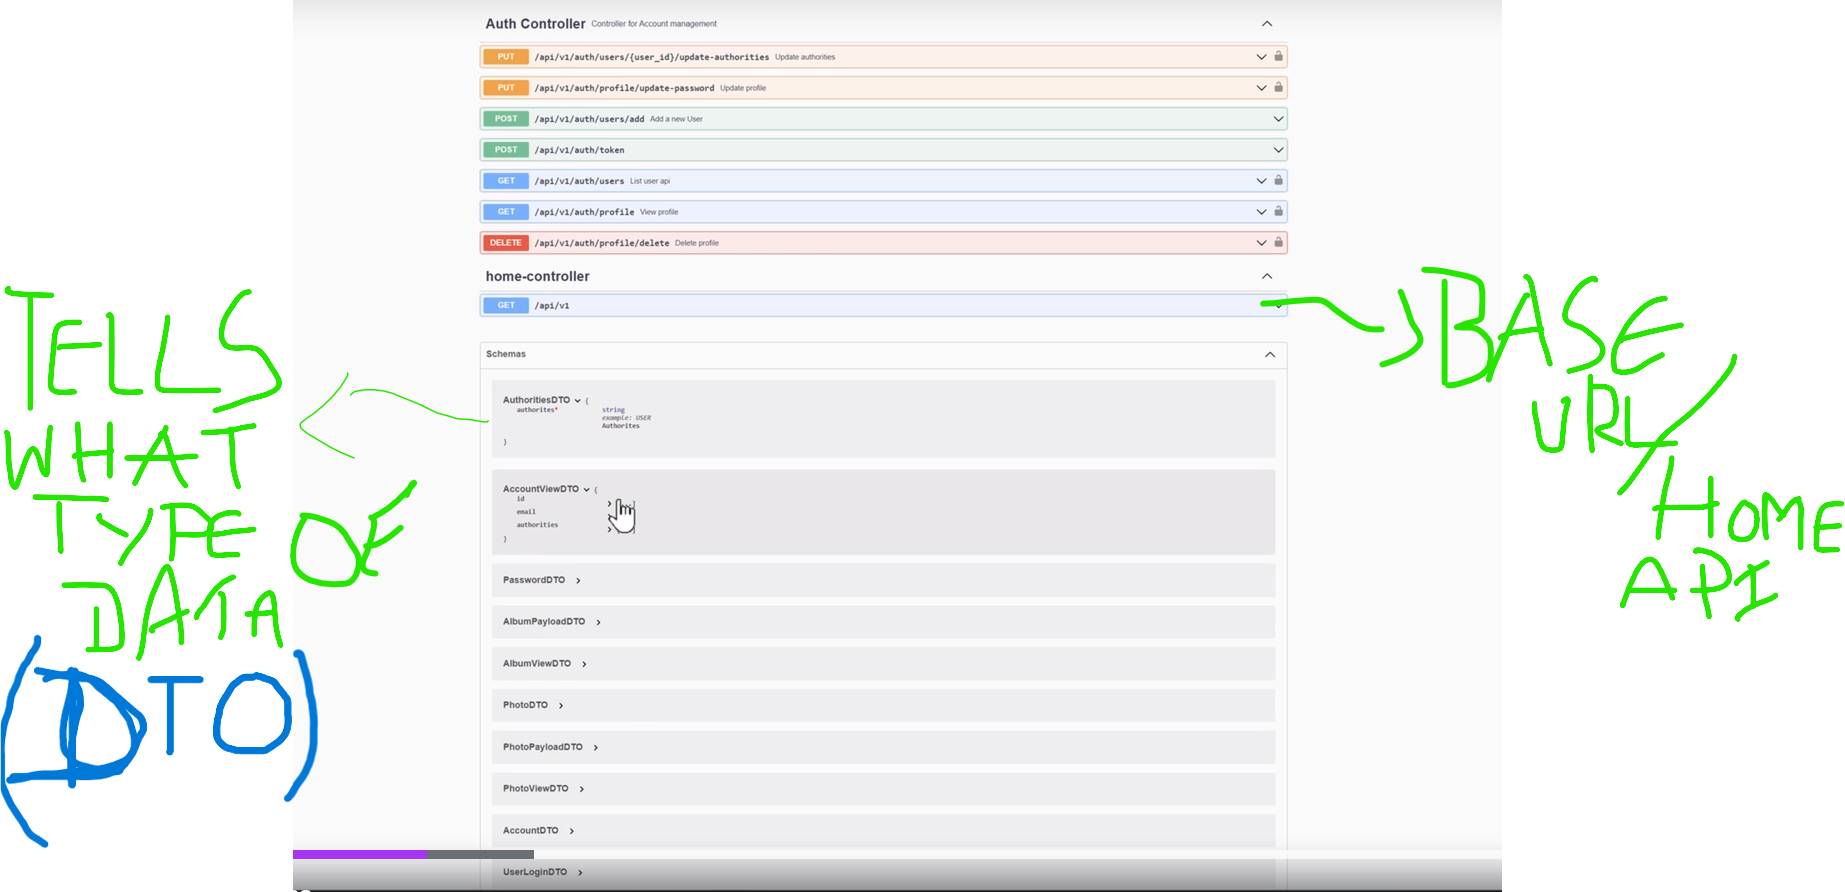 Auth Controller Controller for Account management
PUT /api/v1/auth/users/{user_id}/update-authorities Update authorities
PUT /api/v1/auth/profile/update-password Update profile
POST /api/v1/auth/users/add Add a new User
POST /api/v1/auth/token
GET /api/v1/auth/users List user api
GET /api/v1/auth/profile View profile
DELETE /api/v1/auth/profile/delete Delete profile
home-controller
GET /api/v1
Schemas
AuthoritiesDTO {
authorites* string
example: USER
Authorites
}
AccountViewDTO {
id
email
authorities
}
PasswordDTO
AlbumPayloadDTO
AlbumViewDTO
PhotoDTO
PhotoPayloadDTO
PhotoViewDTO
AccountDTO
UserLoginDTO
TELLS
WHAT
TYPE OF
DATA
(DTO)
BASE
URL/
HOME
API